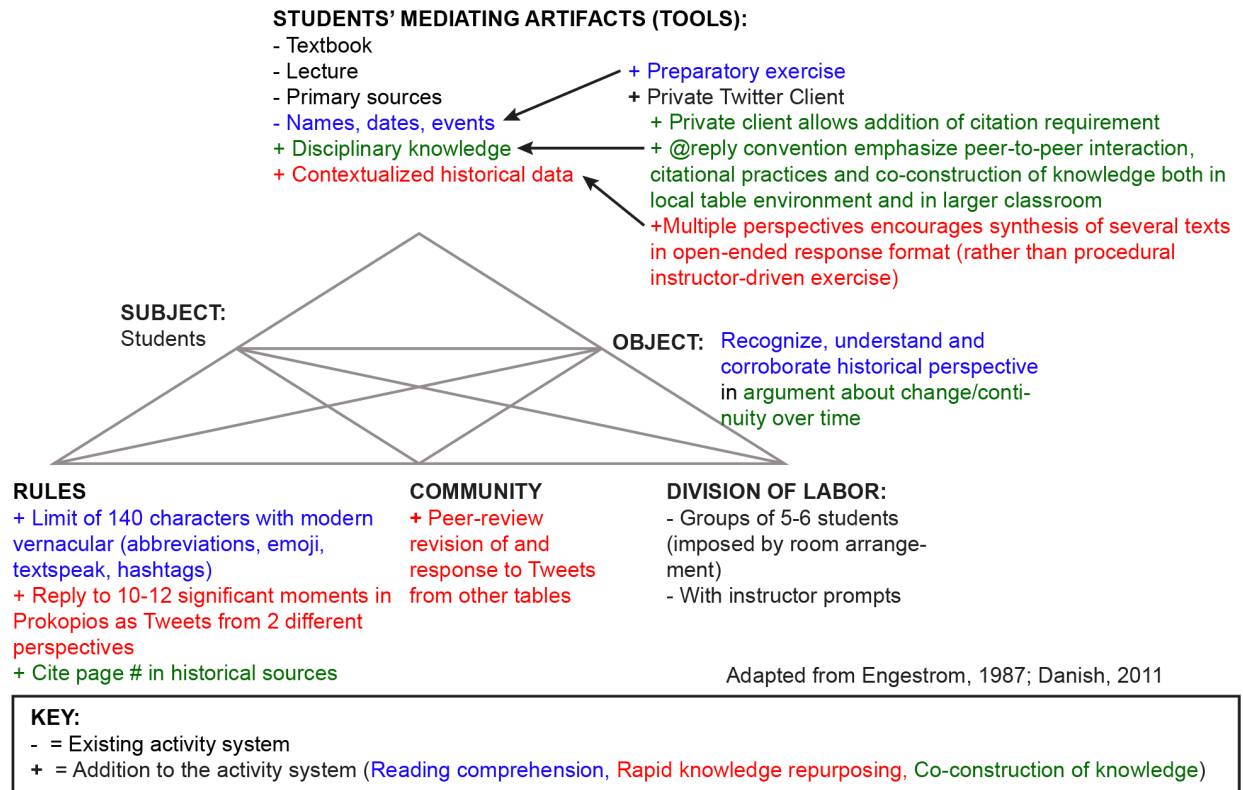 STUDENTS' MEDIATING ARTIFACTS (TOOLS):
- Textbook
- Lecture
- Primary sources
- Names, dates, events
+ Disciplinary knowledge
+ Contextualized historical data
+ Preparatory exercise
+ Private Twitter Client
+ Private client allows addition of citation requirement
+ @reply convention emphasize peer-to-peer interaction,
citational practices and co-construction of knowledge both in
local table environment and in larger classroom
+Multiple perspectives encourages synthesis of several texts
in open-ended response format (rather than procedural
instructor-driven exercise)
SUBJECT:
Students
OBJECT:
Recognize, understand and
corroborate historical perspective
in argument about change/conti-
nuity over time
RULES
+ Limit of 140 characters with modern
vernacular (abbreviations, emoji,
textspeak, hashtags)
+ Reply to 10-12 significant moments in
Prokopios as Tweets from 2 different
perspectives
+ Cite page # in historical sources
COMMUNITY
+ Peer-review
revision of and
response to Tweets
from other tables
DIVISION OF LABOR:
- Groups of 5-6 students
(imposed by room arrange-
ment)
- With instructor prompts
Adapted from Engestrom, 1987; Danish, 2011
KEY:
- = Existing activity system
+ = Addition to the activity system (Reading comprehension, Rapid knowledge repurposing, Co-construction of knowledge)